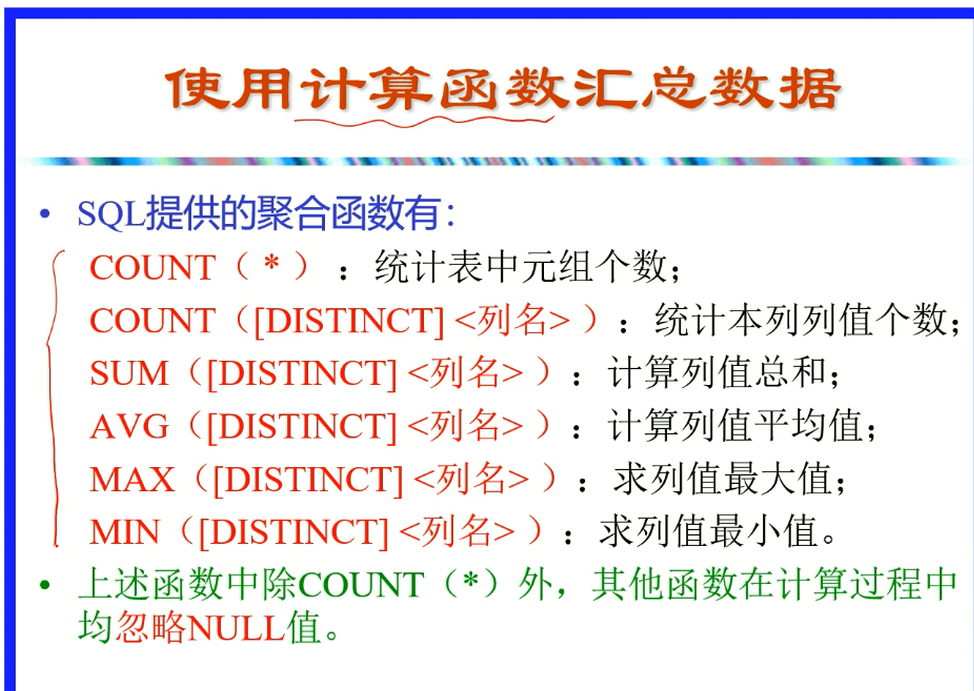 使用计算函数汇总数据
• SQL提供的聚合函数有：
COUNT（ * ）：统计表中元组个数；
COUNT（[DISTINCT] <列名> ）：统计本列列值个数；
SUM（[DISTINCT] <列名> ）：计算列值总和；
AVG（[DISTINCT] <列名> ）：计算列值平均值；
MAX（[DISTINCT] <列名> ）：求列值最大值；
MIN（[DISTINCT] <列名> ）：求列值最小值。
• 上述函数中除COUNT（*）外，其他函数在计算过程中
均忽略NULL值。